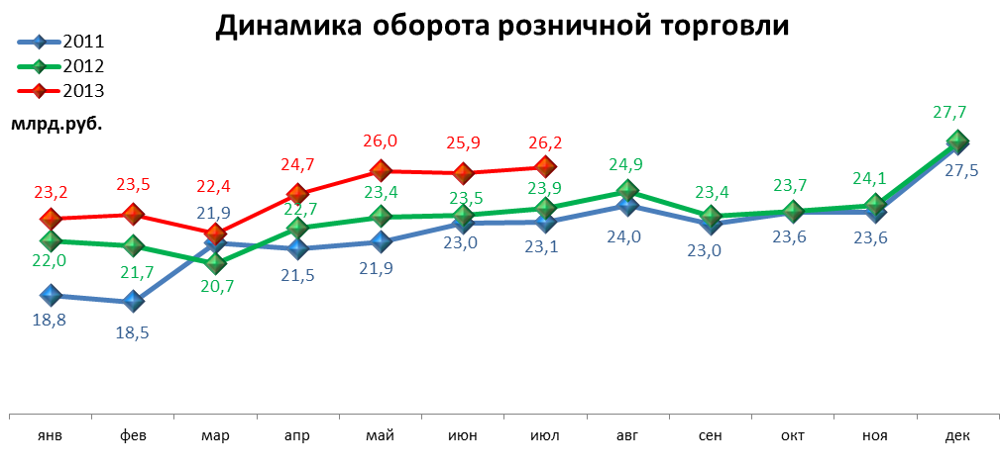 Динамика оборота розничной торговли
2011
2012
2013
млрд.руб.
23,2 23,5 22,4 24,7 26,0 25,9 26,2
22,0 21,7 20,7 22,7 23,4 23,5 23,9 24,9 23,4 23,7 24,1 27,7
18,8 18,5 21,9 21,5 21,9 23,0 23,1 24,0 23,0 23,6 23,6 27,5
янв фев мар апр май июн июл авг сен окт ноя дек